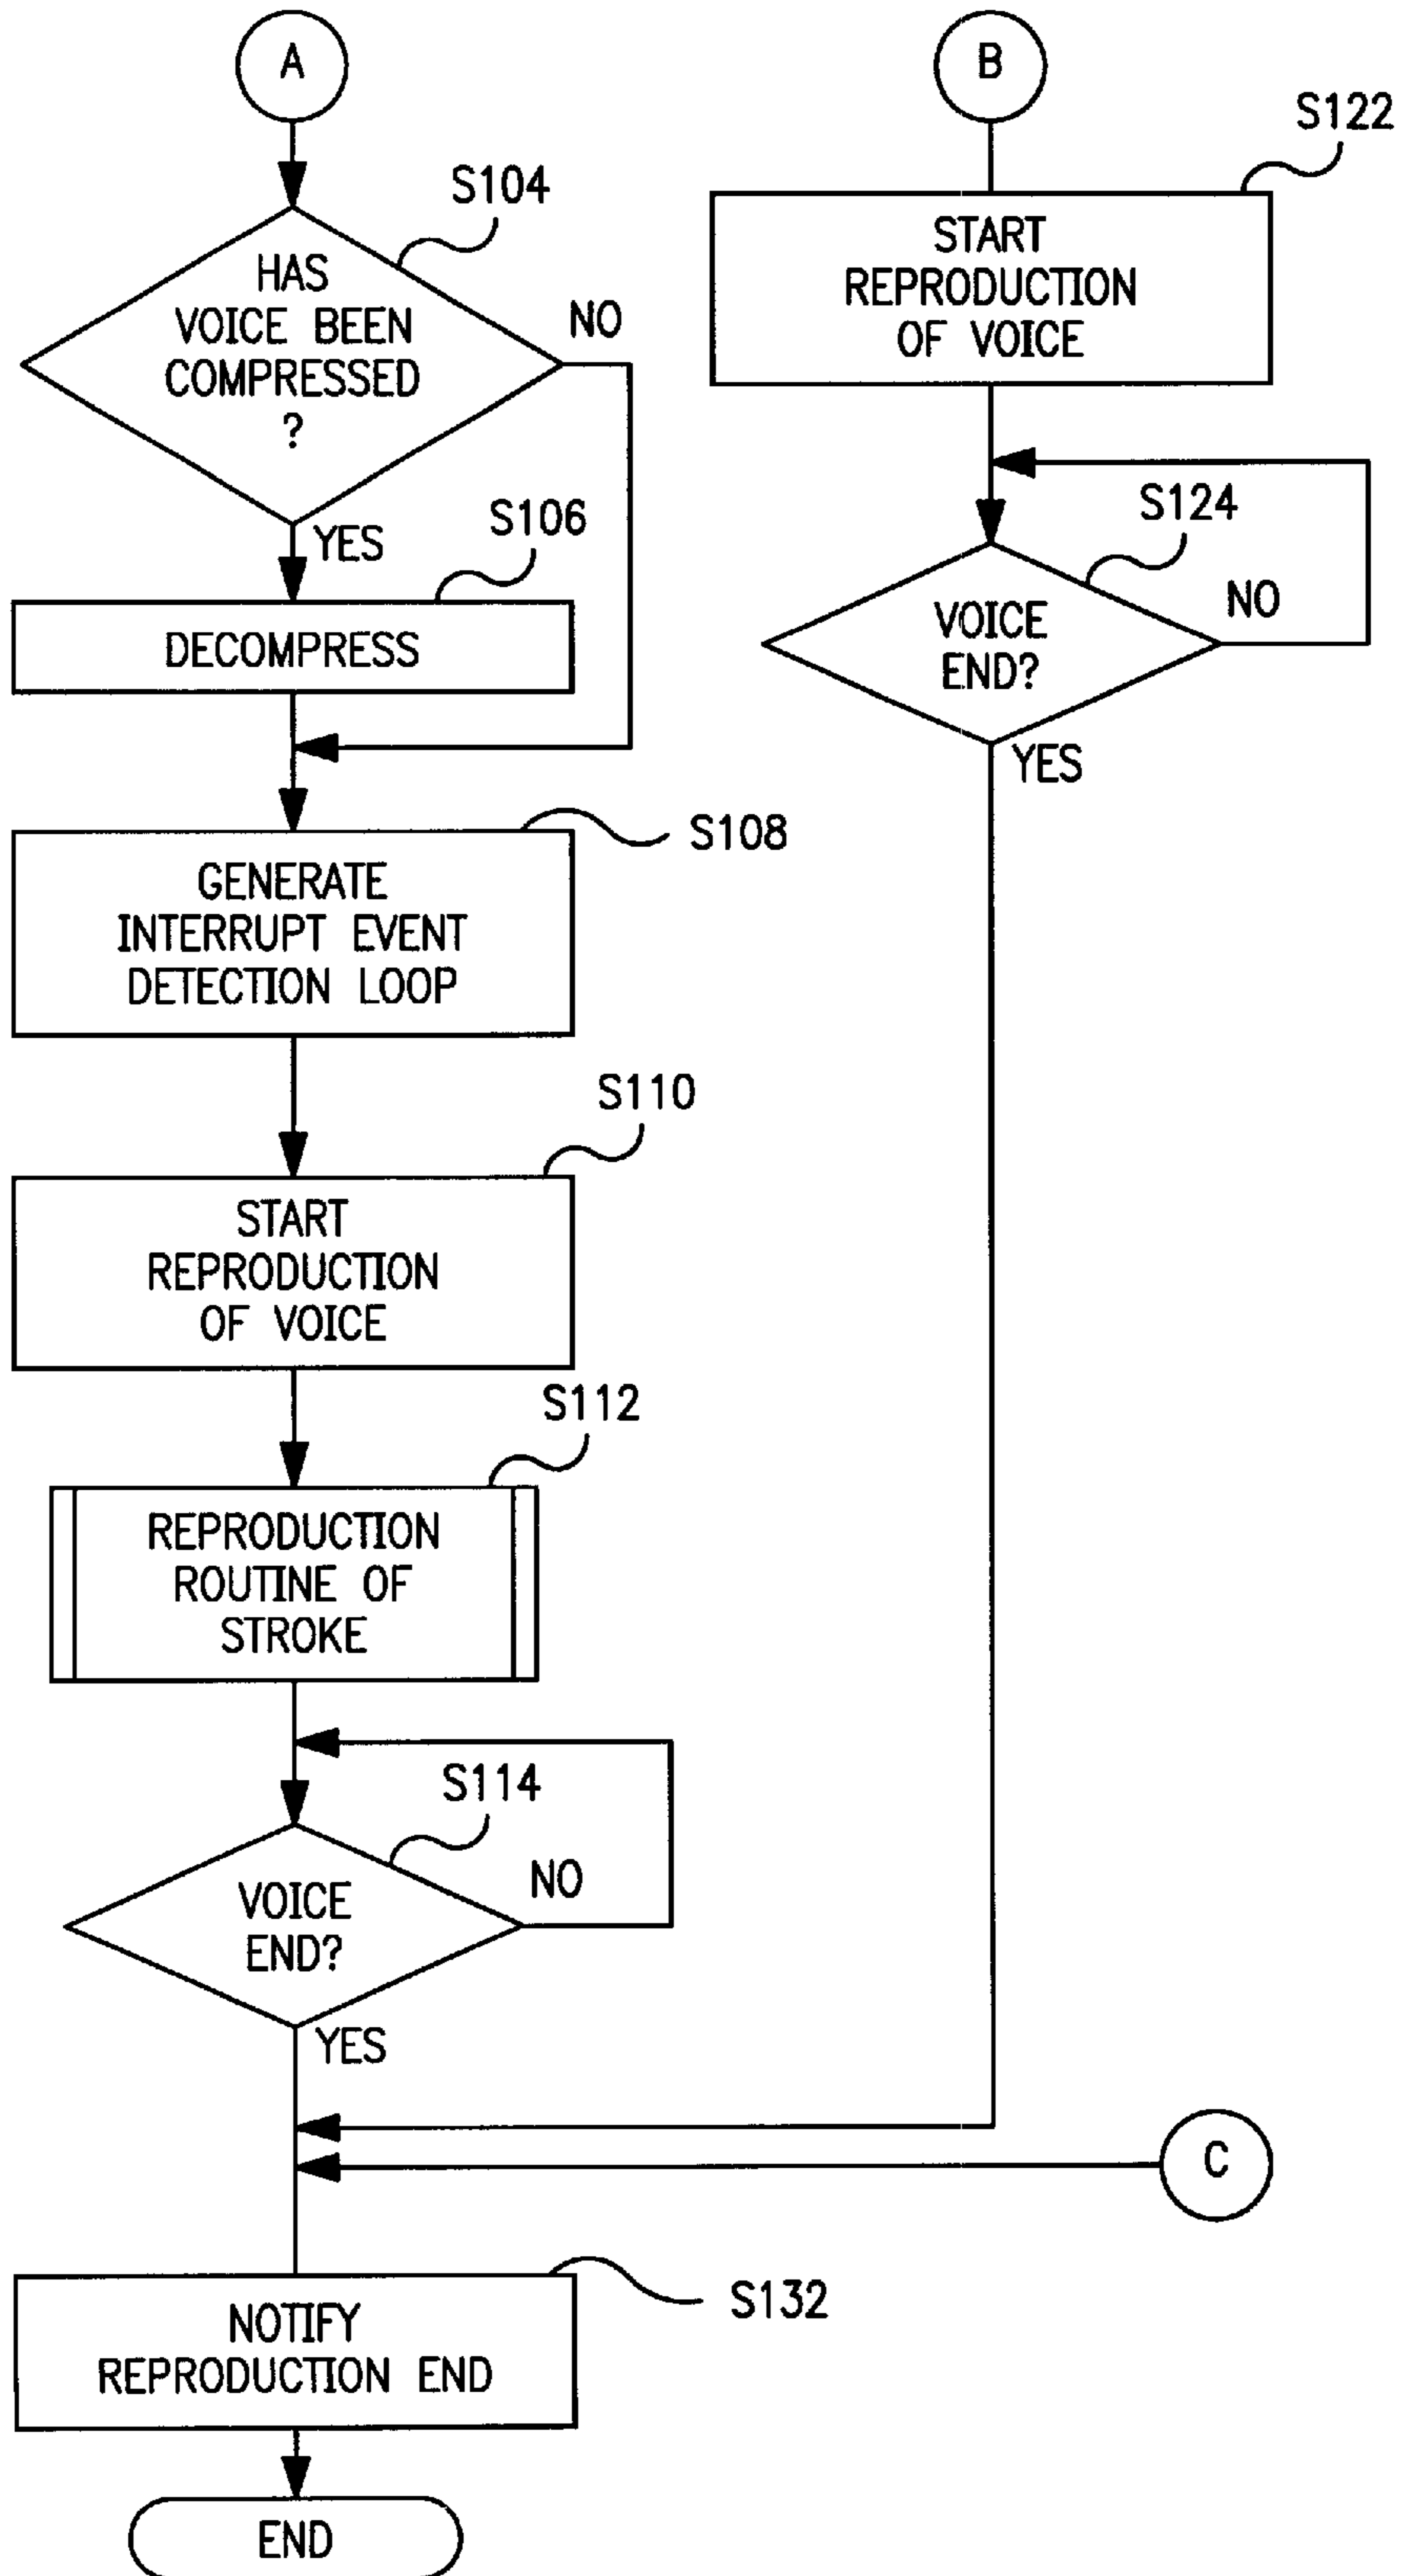 A
S104
HAS
VOICE BEEN
COMPRESSED
?
NO
YES
S106
DECOMPRESS
S108
GENERATE
INTERRUPT EVENT
DETECTION LOOP
S110
START
REPRODUCTION
OF VOICE
S112
REPRODUCTION
ROUTINE OF
STROKE
S114
VOICE
END?
NO
YES
B
S122
START
REPRODUCTION
OF VOICE
S124
VOICE
END?
NO
YES
C
S132
NOTIFY
REPRODUCTION END
END